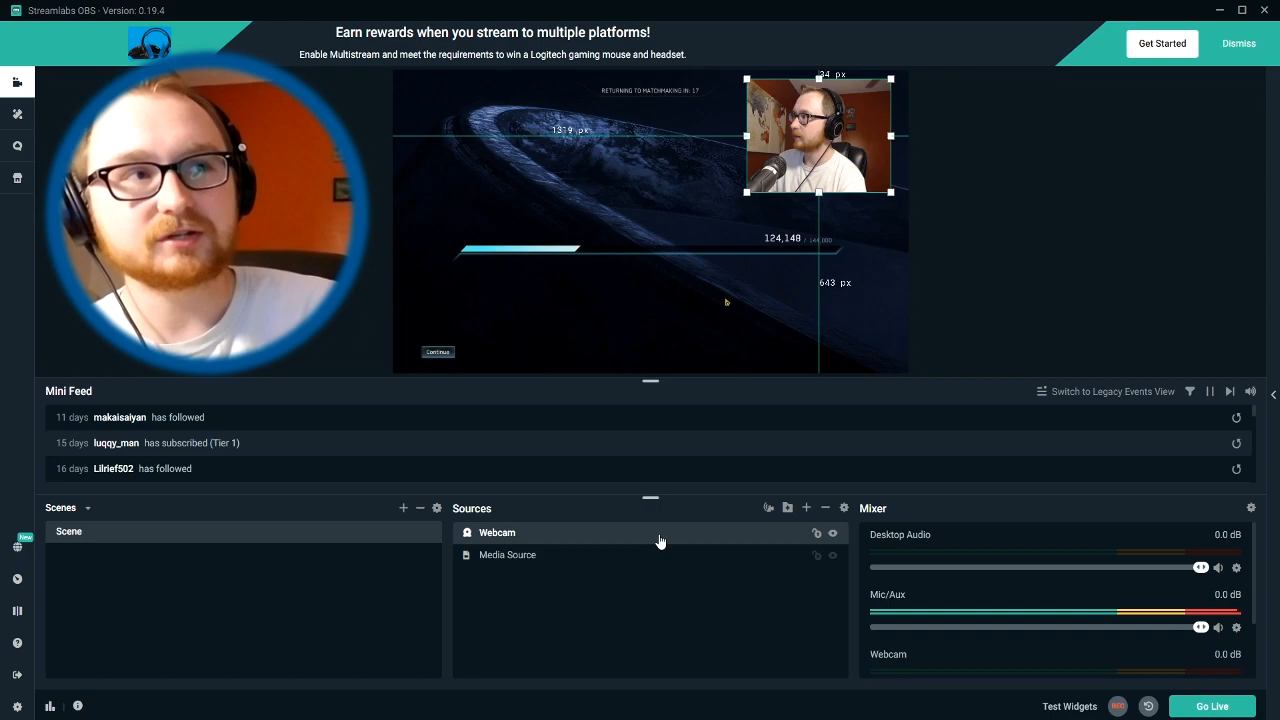 Streamlabs OBS - Version: 0.19.4
Earn rewards when you stream to multiple platforms!
Enable Multistream and meet the requirements to win a Logitech gaming mouse and headset.
Get Started
Dismiss
RETURNING TO MATCHMAKING IN: 17
34 px
1319 px
124,148 / 144,000
643 px
Continue
Mini Feed
Switch to Legacy Events View
11 days makaisaiyan has followed
15 days luqqy_man has subscribed (Tier 1)
16 days Lilrief502 has followed
Scenes
Sources
Mixer
Scene
Webcam
Media Source
Desktop Audio 0.0 dB
Mic/Aux 0.0 dB
Webcam 0.0 dB
New
Test Widgets
REC
Go Live